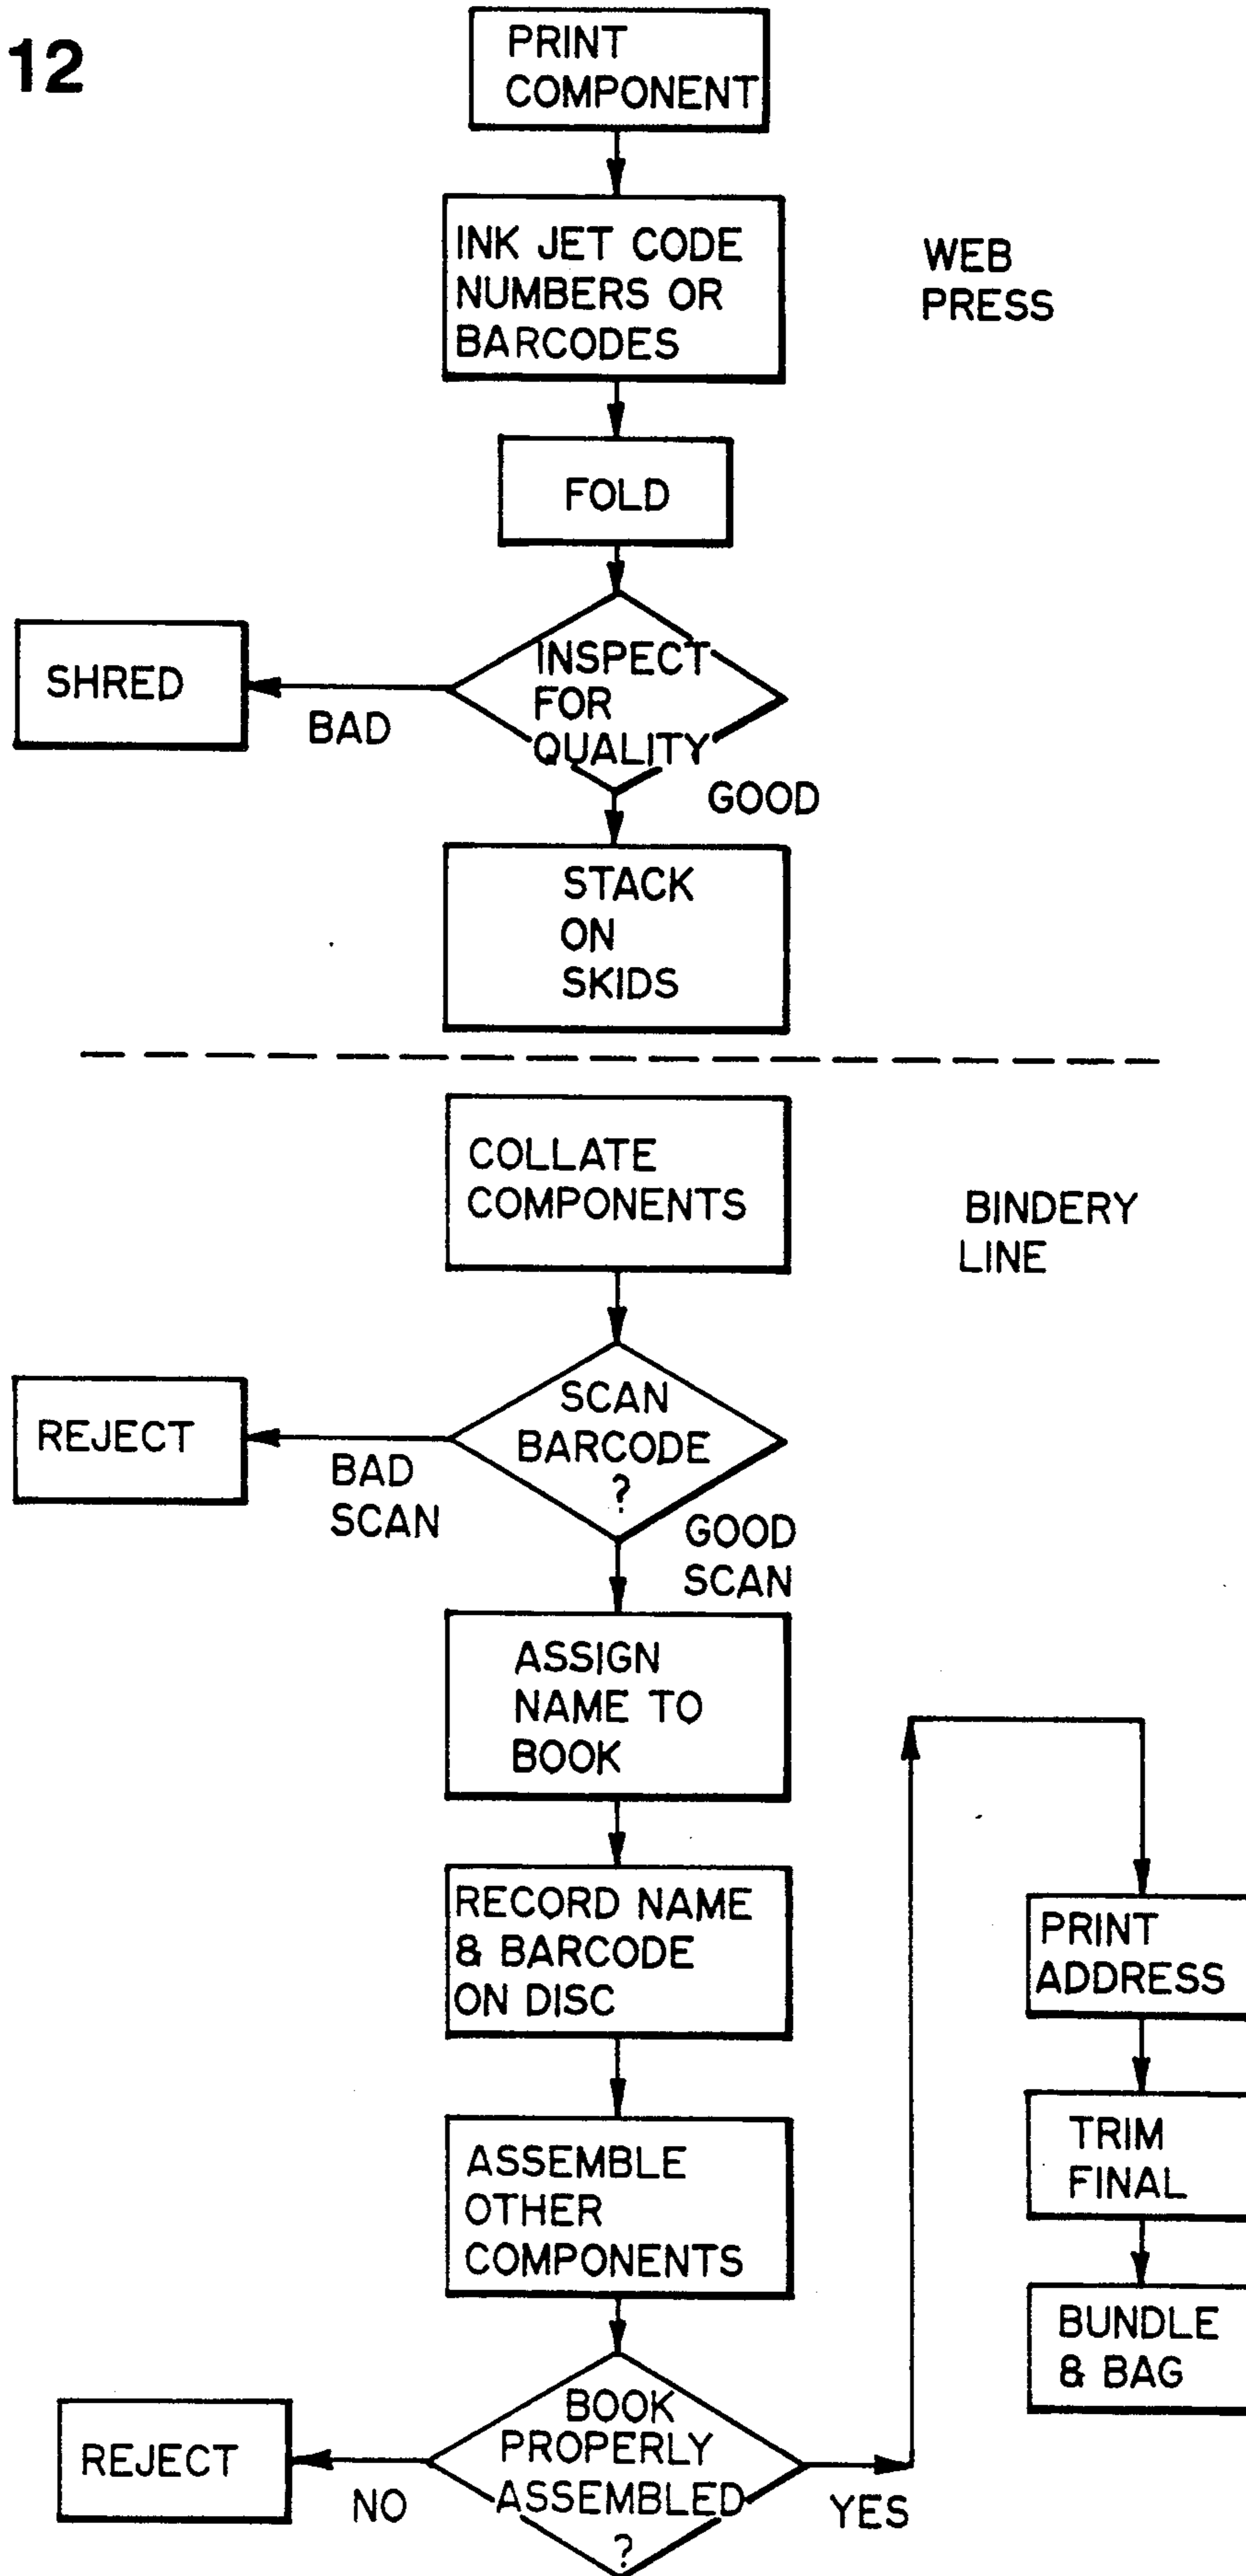 12
PRINT
COMPONENT
INK JET CODE
NUMBERS OR
BARCODES
WEB
PRESS
FOLD
INSPECT
FOR
QUALITY
SHRED
BAD
GOOD
STACK
ON
SKIDS
COLLATE
COMPONENTS
BINDERY
LINE
SCAN
BARCODE
?
REJECT
BAD
SCAN
GOOD
SCAN
ASSIGN
NAME TO
BOOK
RECORD NAME
& BARCODE
ON DISC
ASSEMBLE
OTHER
COMPONENTS
BOOK
PROPERLY
ASSEMBLED
?
REJECT
NO
YES
PRINT
ADDRESS
TRIM
FINAL
BUNDLE
& BAG